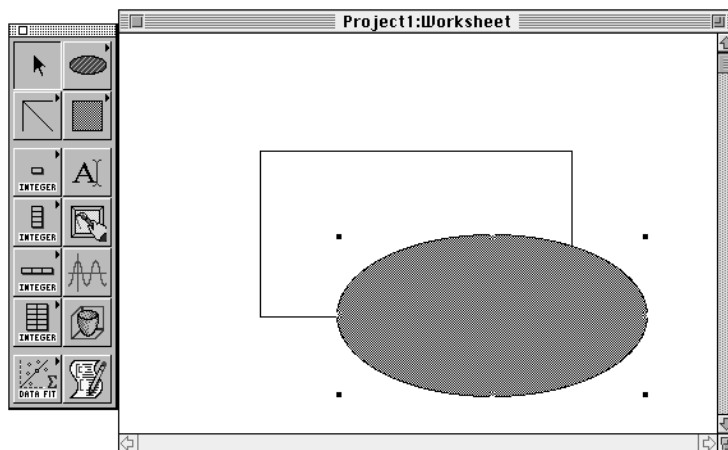 Project1:Worksheet
A
INTEGER
INTEGER
INTEGER
INTEGER
DATA FIT
Σ